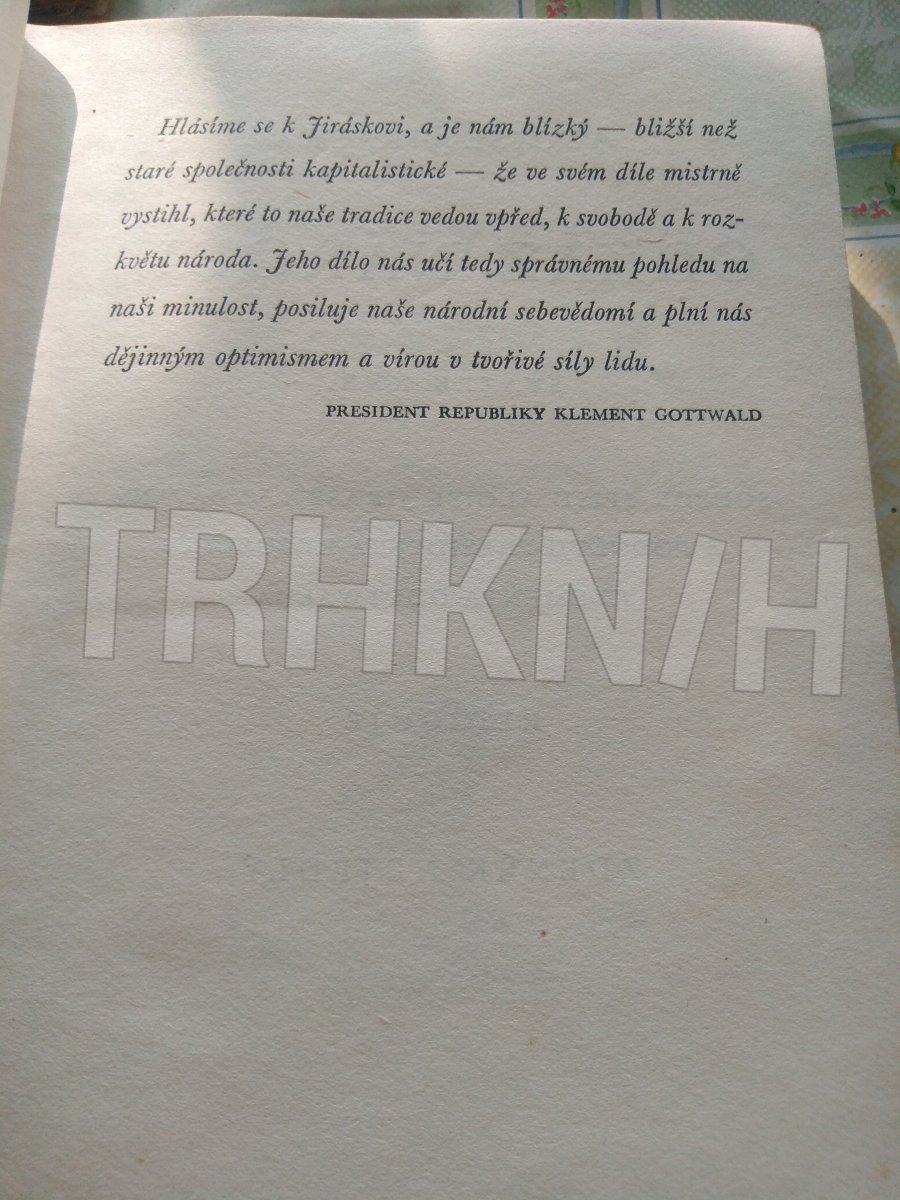 Hlásíme se k Jiráskovi, a je nám blízký — bližší než
staré společnosti kapitalistické — že ve svém díle mistrně
vystihl, které to naše tradice vedou vpřed, k svobodě a k roz-
květu národa. Jeho dílo nás učí tedy správnému pohledu na
naši minulost, posiluje naše národní sebevědomí a plní nás
dějinným optimismem a vírou v tvořivé síly lidu.
PRESIDENT REPUBLIKY KLEMENT GOTTWALD
TRHKNIH